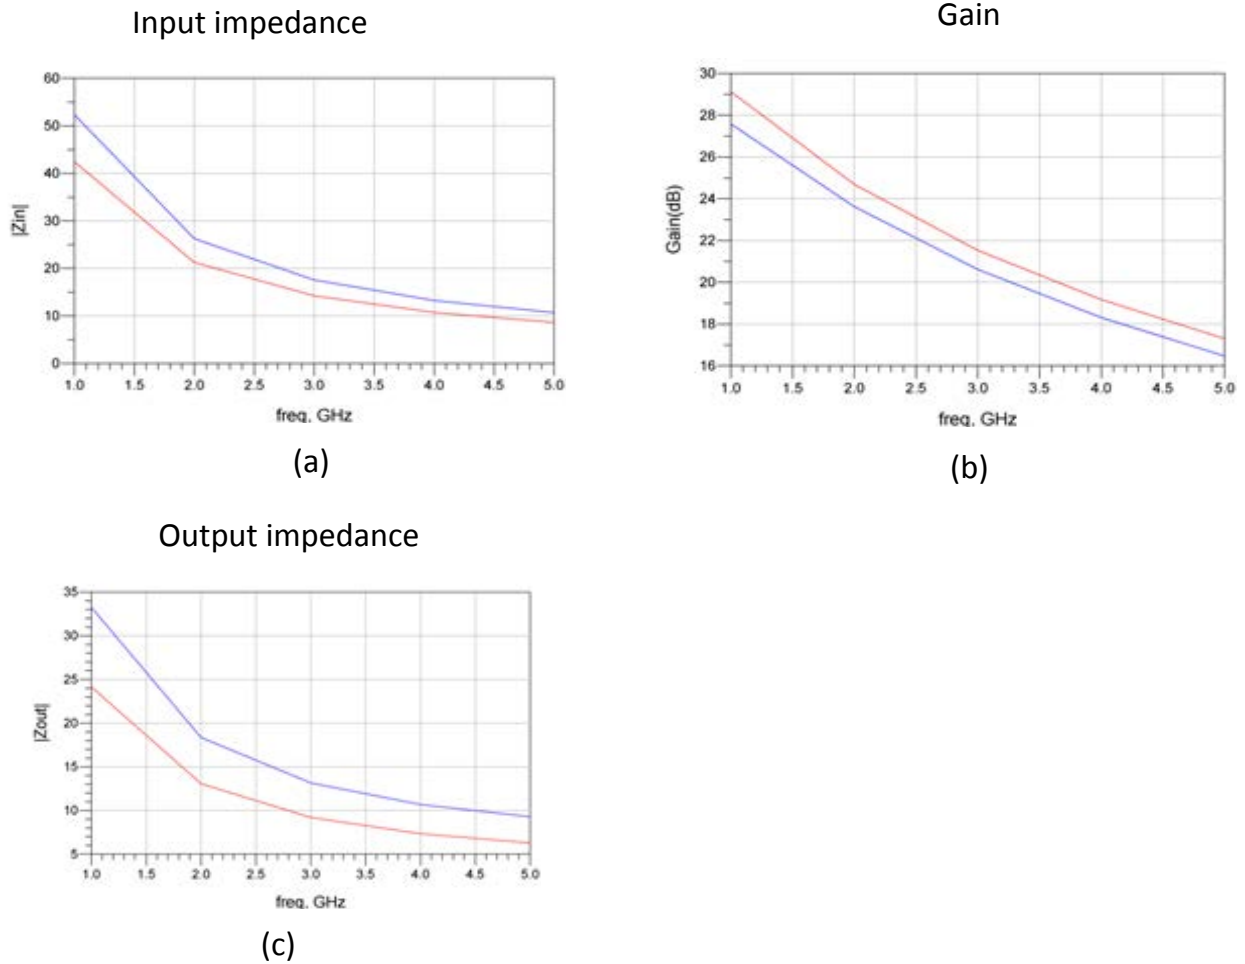 Input impedance
Gain
60
50
40
30
20
10
0
|Zin|
1.0 1.5 2.0 2.5 3.0 3.5 4.0 4.5 5.0
freq, GHz
(a)
30
28
26
24
22
20
18
16
Gain(dB)
1.0 1.5 2.0 2.5 3.0 3.5 4.0 4.5 5.0
freq, GHz
(b)
Output impedance
35
30
25
20
15
10
5
|Zout|
1.0 1.5 2.0 2.5 3.0 3.5 4.0 4.5 5.0
freq, GHz
(c)